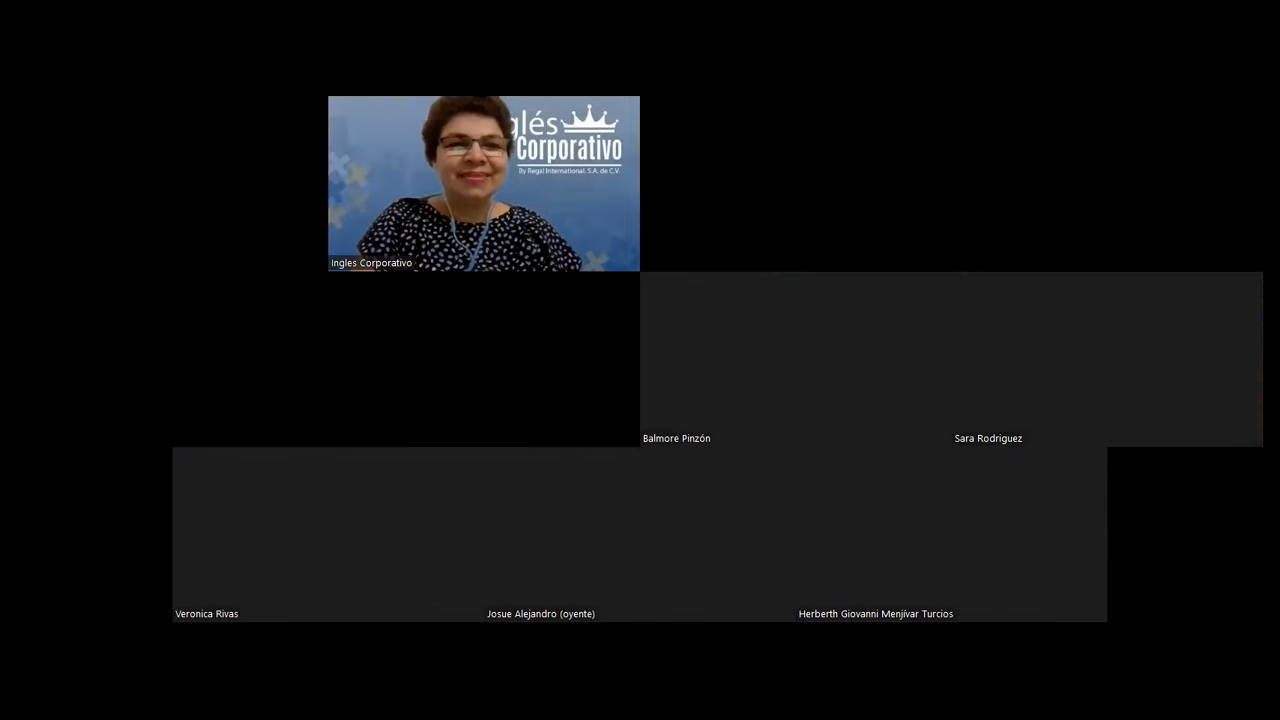 glés
Corporativo
By Regal International, S.A. de C.V.
Ingles Corporativo
Balmore Pinzón
Sara Rodriguez
Veronica Rivas
Josue Alejandro (oyente)
Herberth Giovanni Menjívar Turcios